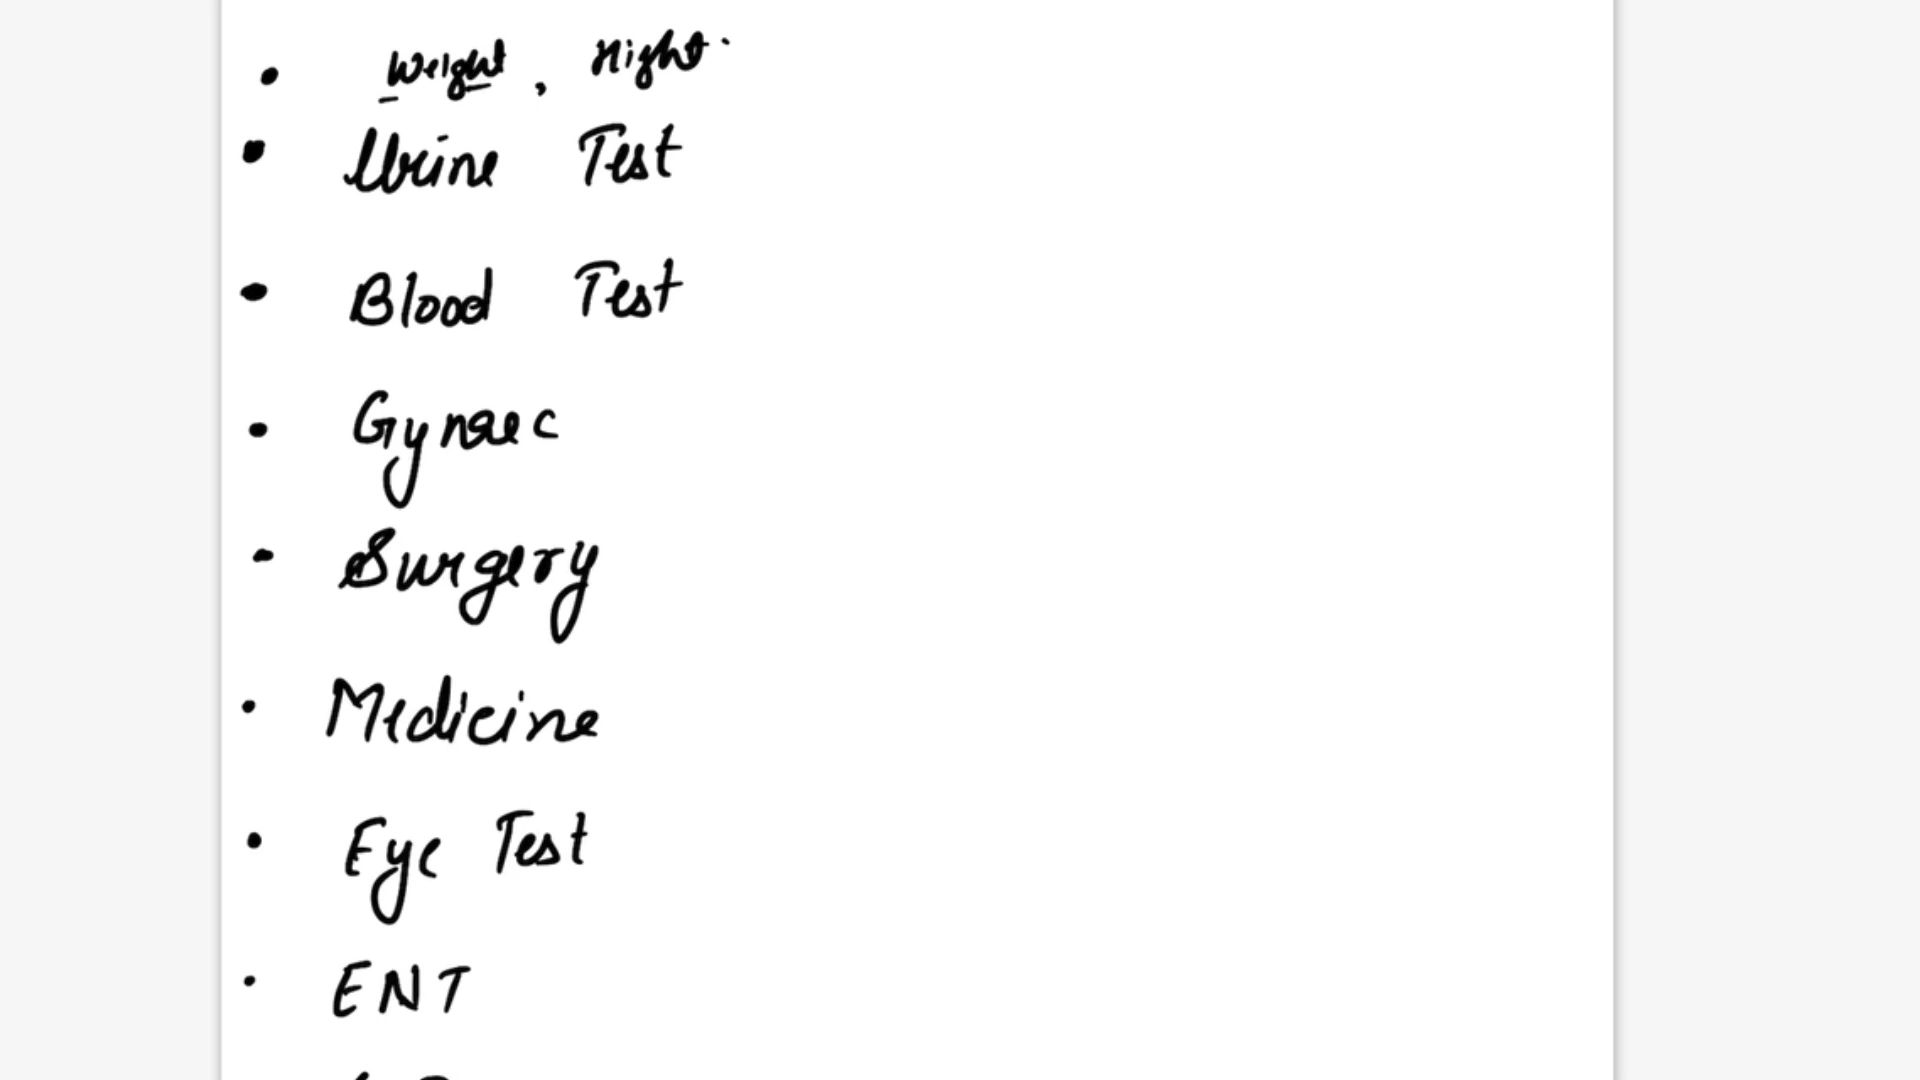 • Weight, Hight.
• Urine Test
• Blood Test
• Gynaec
• Surgery
• Medicine
• Eye Test
• ENT